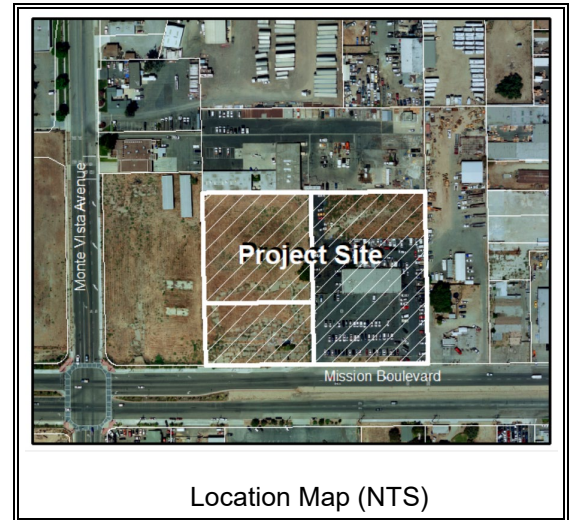 Monte Vista Avenue
Project Site
Mission Boulevard
Location Map (NTS)